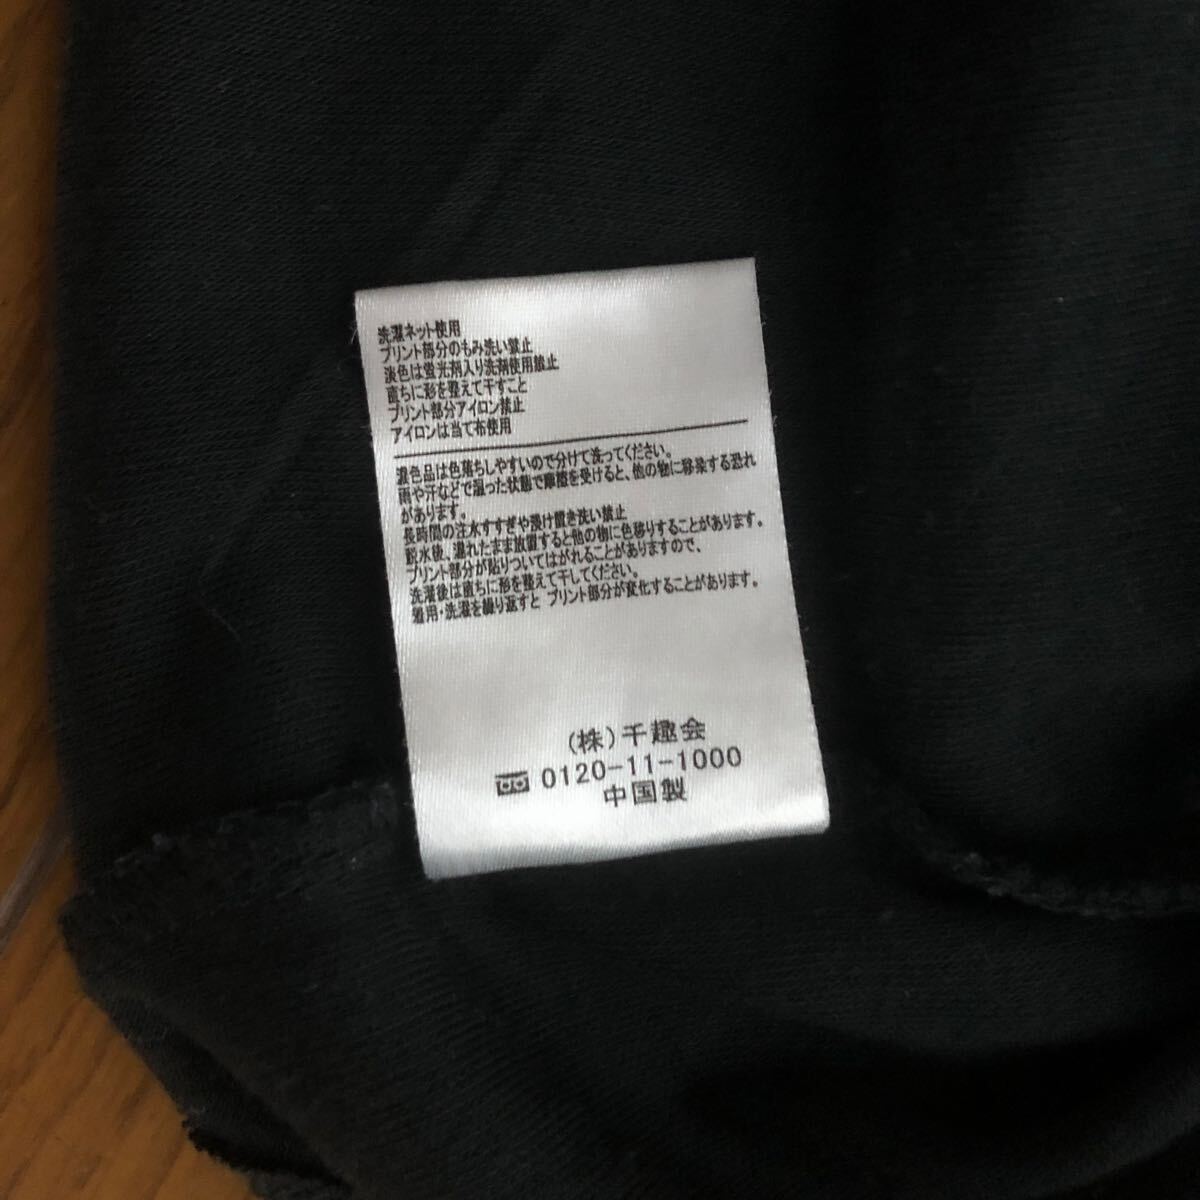 洗濯ネット使用
プリント部分のもみ洗い禁止
淡色は蛍光剤入り洗剤使用禁止
直ちに形を整えて干すこと
プリント部分アイロン禁止
アイロンは当て布使用
濃色品は色落ちしやすいので分けて洗ってください。
雨や汗などで湿った状態で摩擦を受けると、他の物に移染する恐れ
があります。
長時間の注水すすぎや浸け置き洗い禁止
脱水後、濡れたまま放置すると他の物に色移りすることがあります。
プリント部分が貼りついてはがれることがありますので、
洗濯後は直ちに形を整えて干してください。
着用・洗濯を繰り返すと プリント部分が変化することがあります。
（株）千趣会
0120-11-1000
中国製